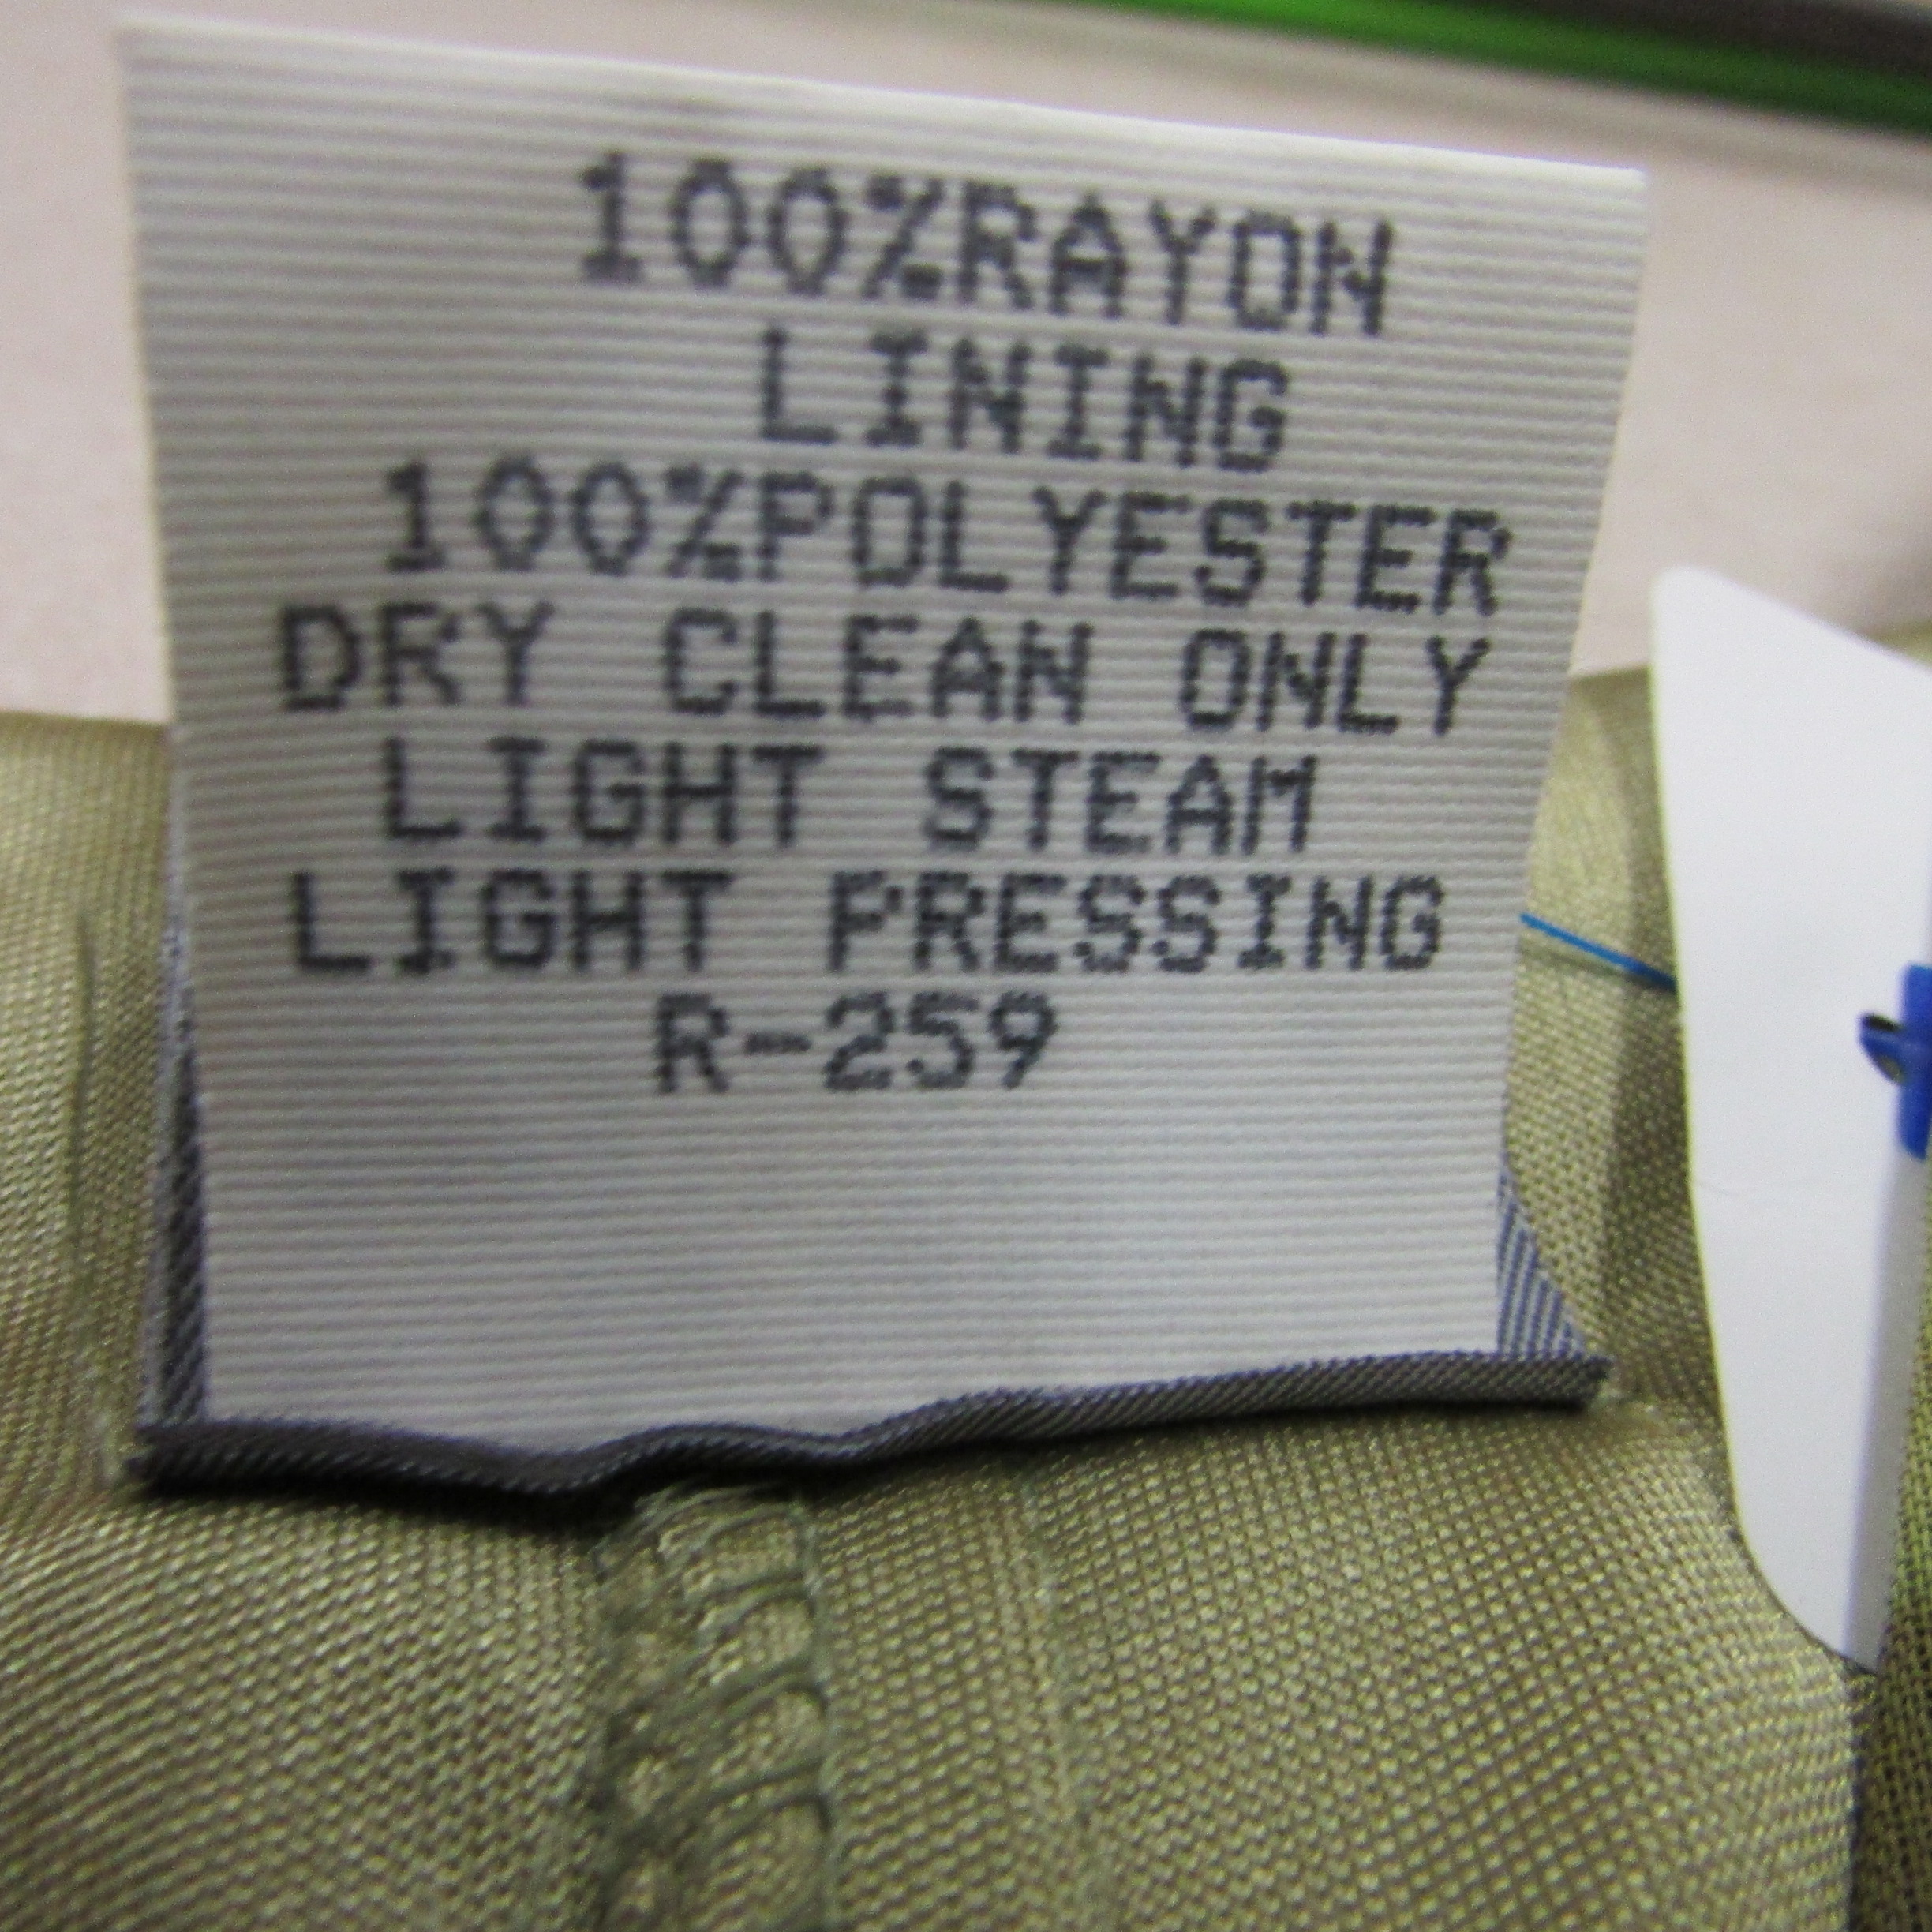 100%RAYON
LINING
100%POLYESTER
DRY CLEAN ONLY
LIGHT STEAM
LIGHT PRESSING
R-259